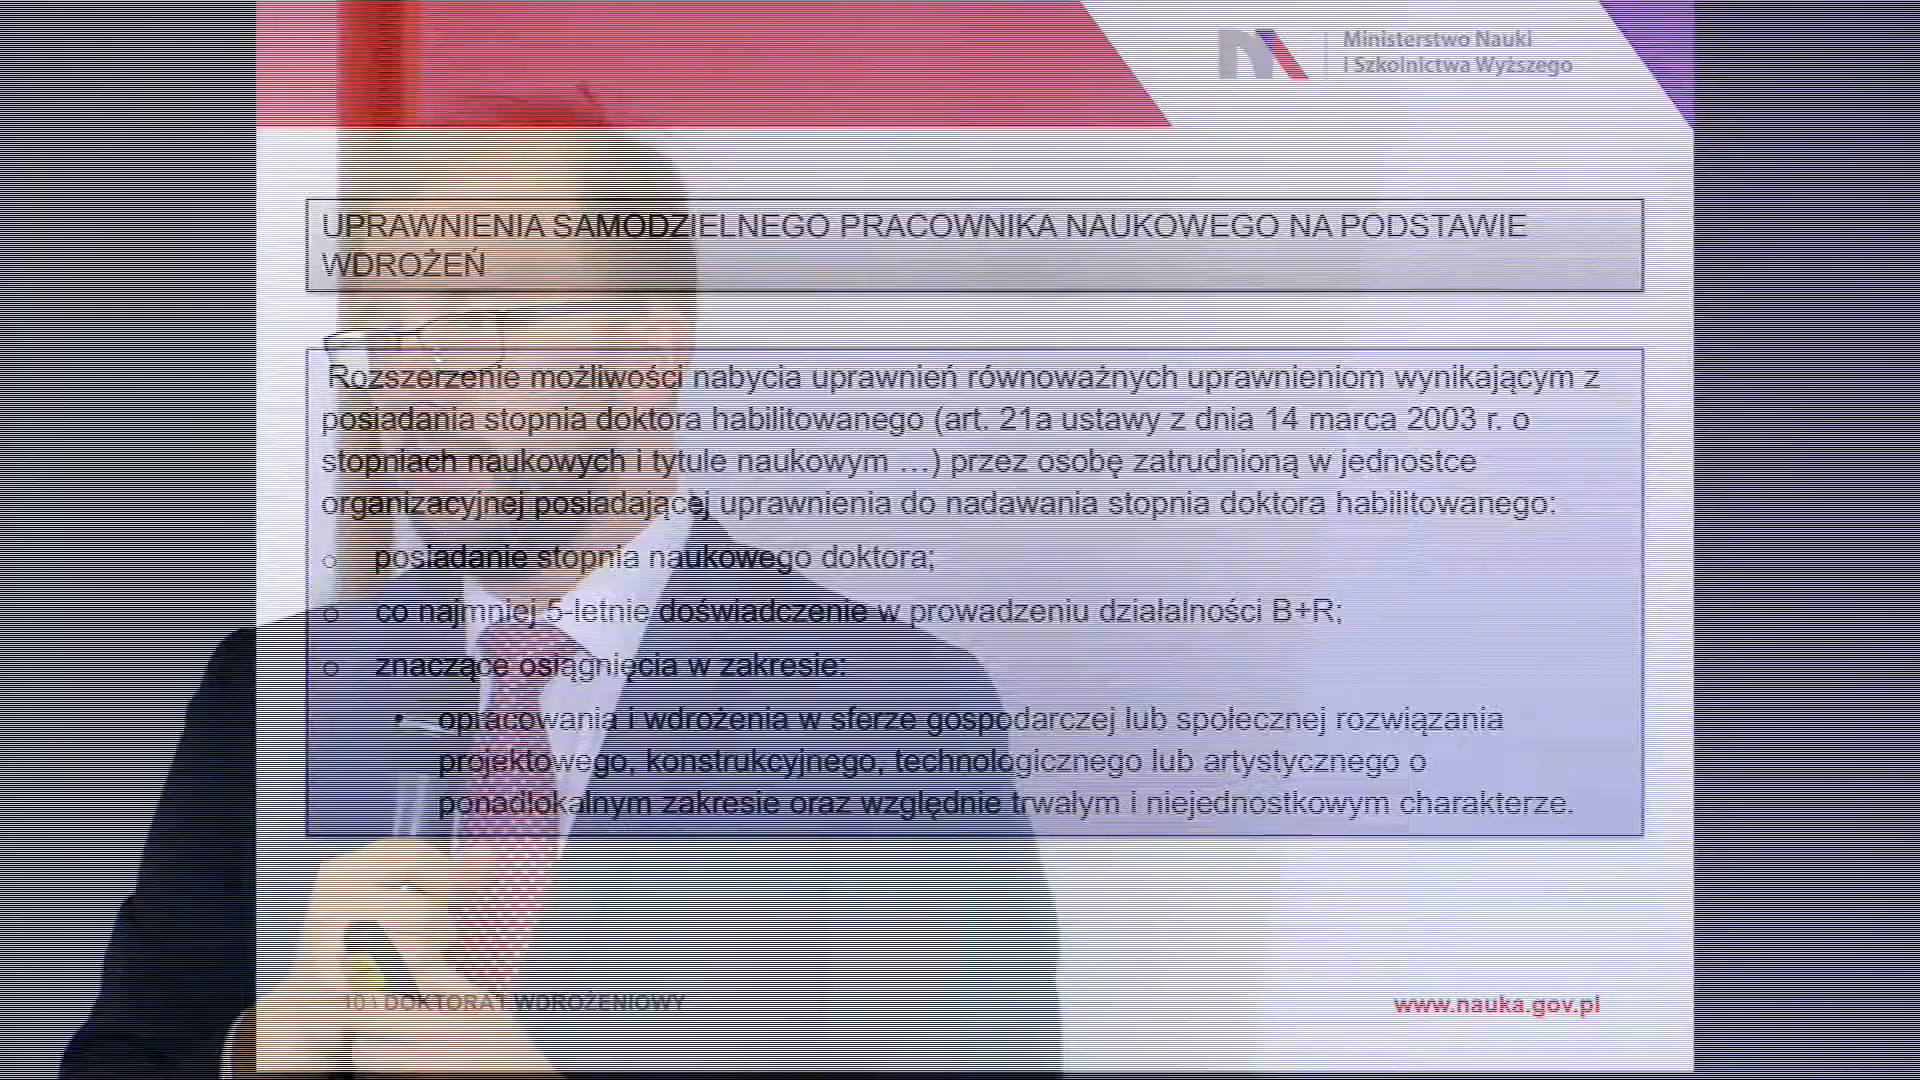 Ministerstwo Nauki
i Szkolnictwa Wyższego
UPRAWNIENIA SAMODZIELNEGO PRACOWNIKA NAUKOWEGO NA PODSTAWIE
WDROŻEŃ
Rozszerzenie możliwości nabycia uprawnień równoważnych uprawnieniom wynikającym z
posiadania stopnia doktora habilitowanego (art. 21a ustawy z dnia 14 marca 2003 r. o
stopniach naukowych i tytule naukowym …) przez osobę zatrudnioną w jednostce
organizacyjnej posiadającej uprawnienia do nadawania stopnia doktora habilitowanego:
o posiadanie stopnia naukowego doktora;
o co najmniej 5-letnie doświadczenie w prowadzeniu działalności B+R;
o znaczące osiągnięcia w zakresie:
• opracowania i wdrożenia w sferze gospodarczej lub społecznej rozwiązania
projektowego, konstrukcyjnego, technologicznego lub artystycznego o
ponadlokalnym zakresie oraz względnie trwałym i niejednostkowym charakterze.
10 \ DOKTORAT WDROŻENIOWY
www.nauka.gov.pl